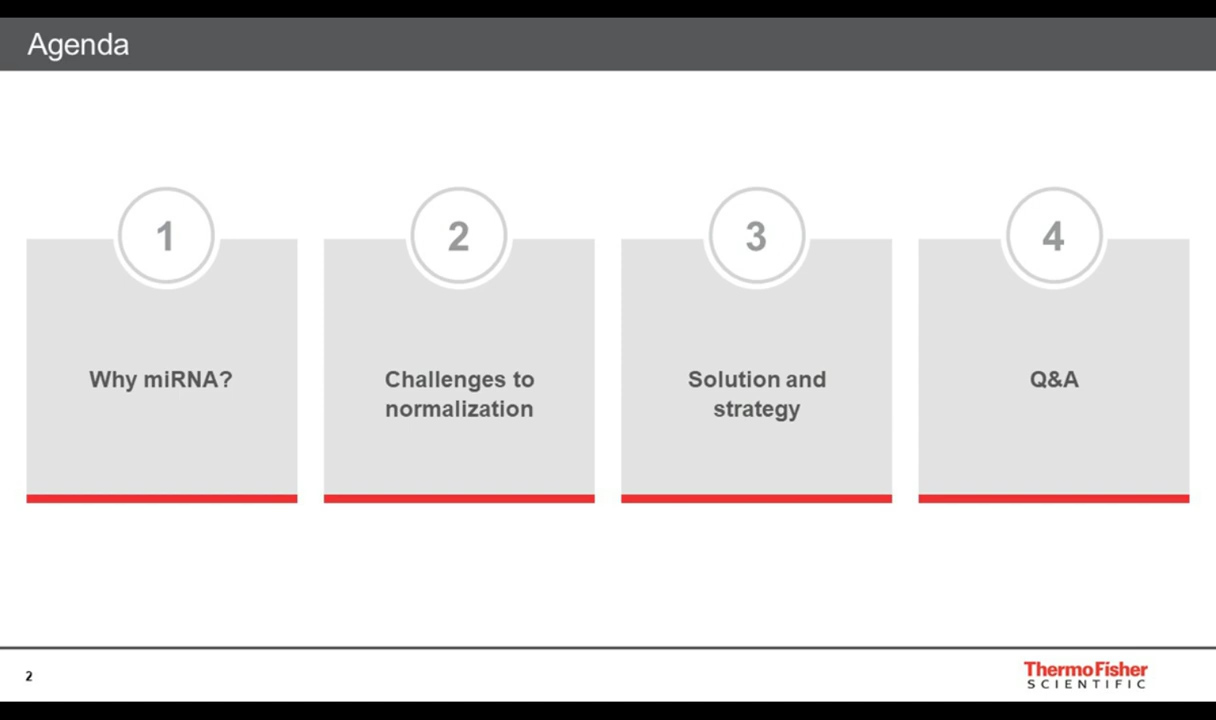 Agenda
1
2
3
4
Why miRNA?
Challenges to
normalization
Solution and
strategy
Q&A
2
ThermoFisher
SCIENTIFIC